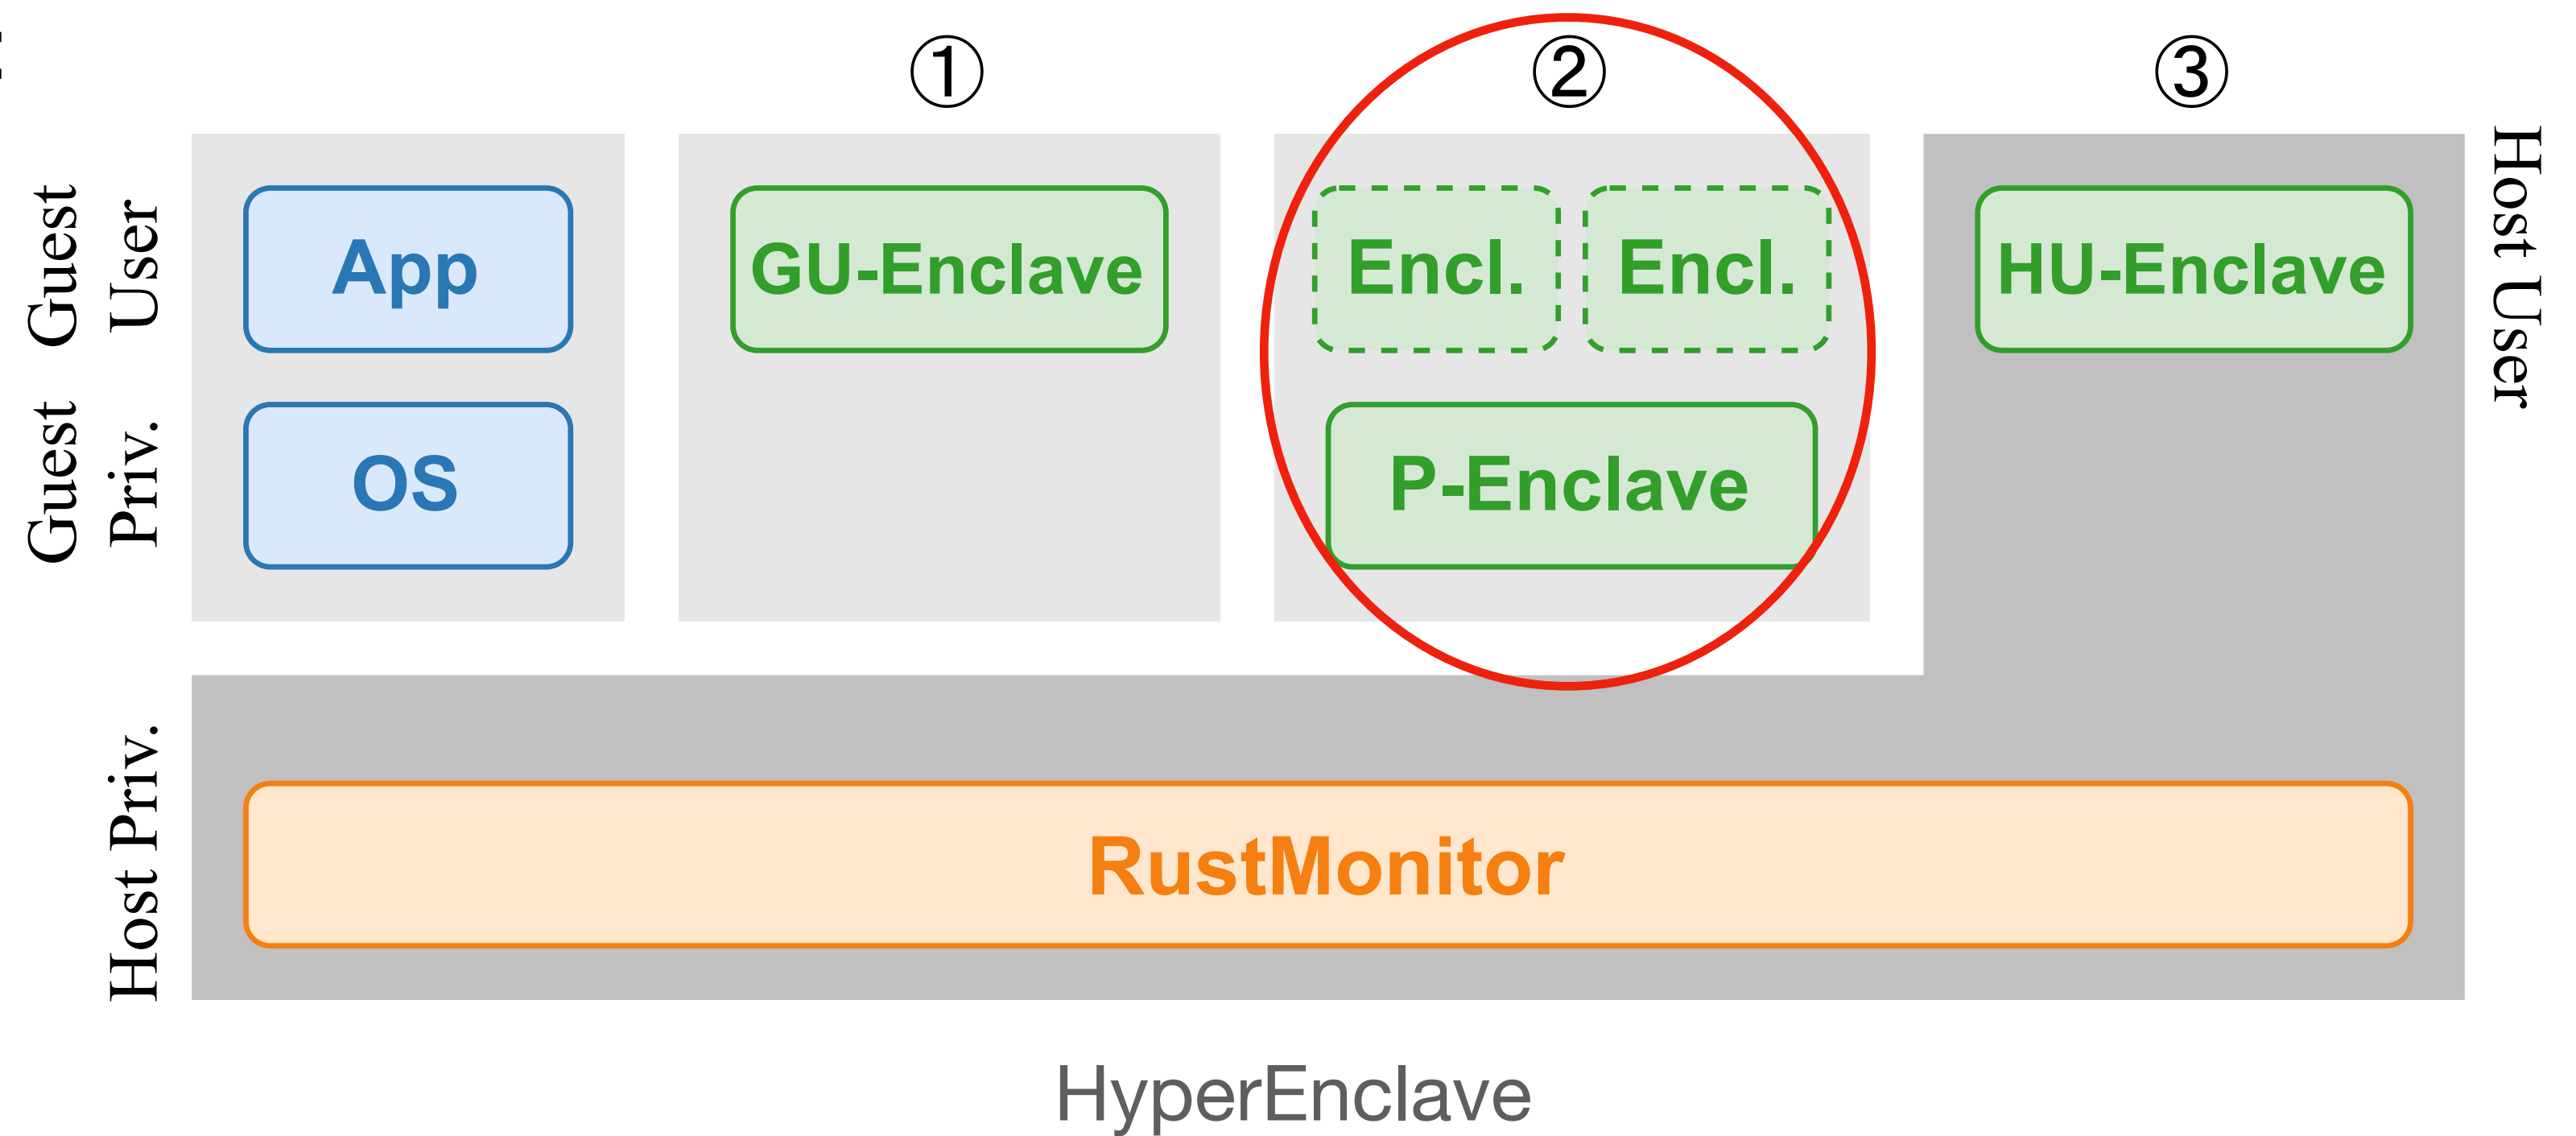 ① ② ③
Guest User
App
GU-Enclave
Encl.
Encl.
HU-Enclave
Host User
Guest Priv.
OS
P-Enclave
Host Priv.
RustMonitor
HyperEnclave